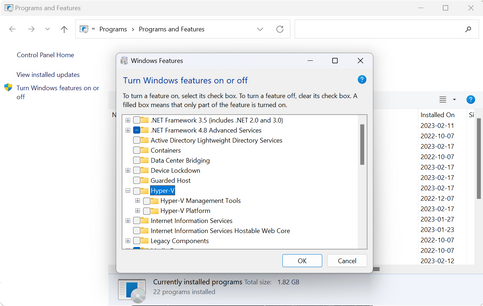 Programs and Features
Programs > Programs and Features
Control Panel Home
View installed updates
Turn Windows features on or
off
Windows Features
Turn Windows features on or off
To turn a feature on, select its check box. To turn a feature off, clear its check box. A
filled box means that only part of the feature is turned on.
.NET Framework 3.5 (includes .NET 2.0 and 3.0)
.NET Framework 4.8 Advanced Services
Active Directory Lightweight Directory Services
Containers
Data Center Bridging
Device Lockdown
Guarded Host
Hyper-V
Hyper-V Management Tools
Hyper-V Platform
Internet Information Services
Internet Information Services Hostable Web Core
Legacy Components
OK
Cancel
N
Installed On
Si
2023-02-11
2022-10-07
2023-02-17
2022-10-07
2023-02-17
2023-02-17
2023-02-17
2022-12-07
2023-02-17
2023-01-27
2023-01-23
2022-10-07
2022-10-07
2023-02-12
Currently installed programs Total size: 1.82 GB
22 programs installed